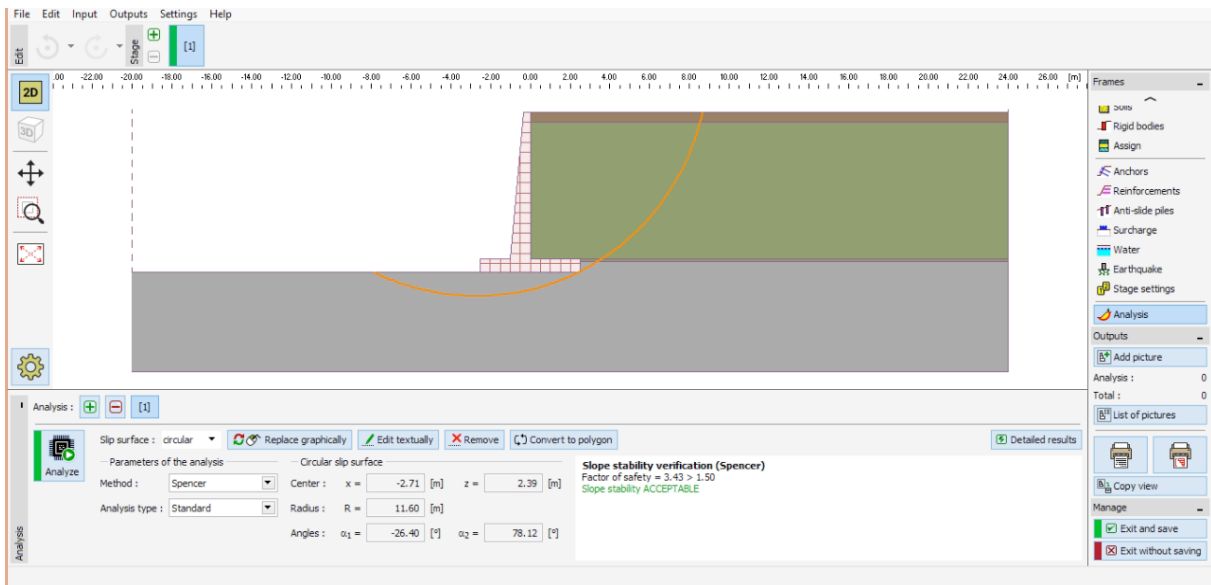 File Edit Input Outputs Settings Help
Edit
Stage
[1]
2D
3D
.00 -22.00 -20.00 -18.00 -16.00 -14.00 -12.00 -10.00 -8.00 -6.00 -4.00 -2.00 0.00 2.00 4.00 6.00 8.00 10.00 12.00 14.00 16.00 18.00 20.00 22.00 24.00 26.00 [m]
Frames
Soils
Rigid bodies
Assign
Anchors
Reinforcements
Anti-slide piles
Surcharge
Water
Earthquake
Stage settings
Analysis
Outputs
Add picture
Analysis : 0
Total : 0
List of pictures
Copy view
Manage
Exit and save
Exit without saving
Analysis : [1]
Analysis
Analyze
Slip surface : circular Replace graphically Edit textually Remove Convert to polygon Detailed results
Parameters of the analysis
Method : Spencer
Analysis type : Standard
Circular slip surface
Center : x = -2.71 [m] z = 2.39 [m]
Radius : R = 11.60 [m]
Angles : α1 = -26.40 [°] α2 = 78.12 [°]
Slope stability verification (Spencer)
Factor of safety = 3.43 > 1.50
Slope stability ACCEPTABLE